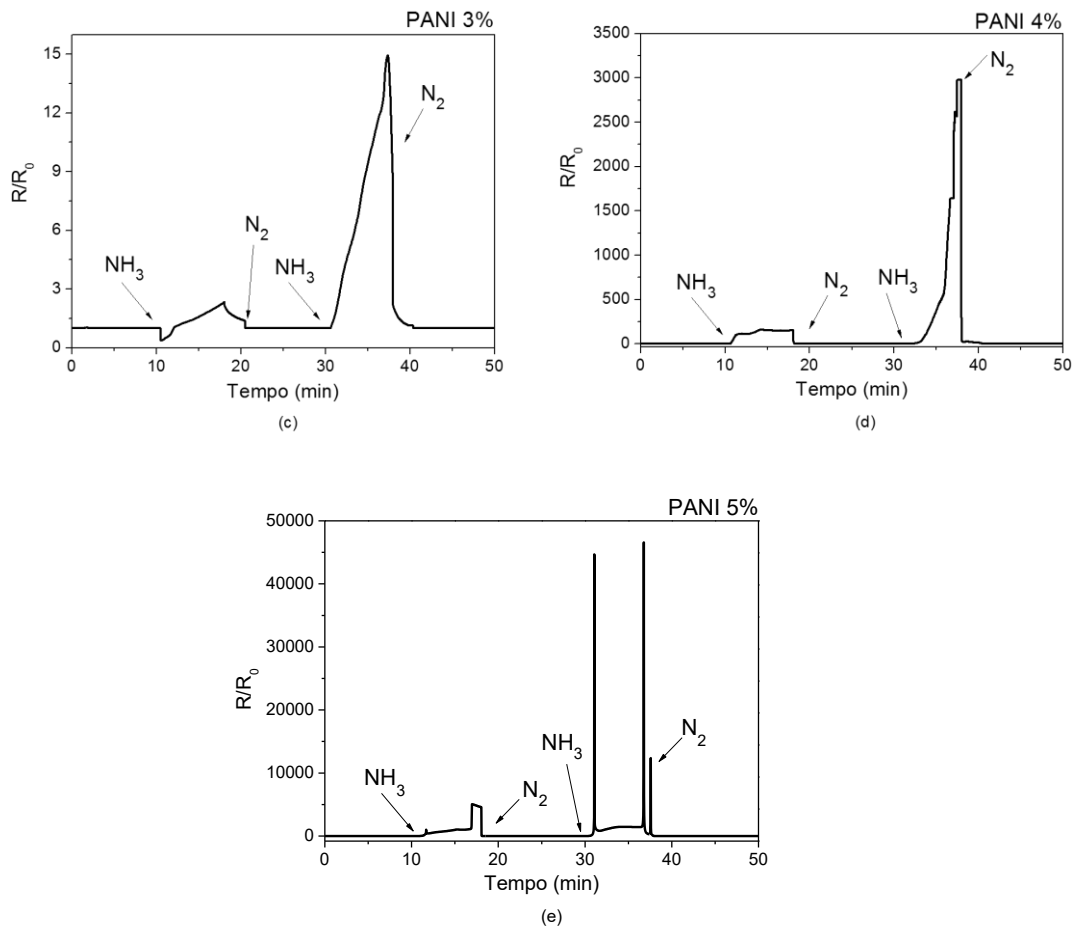 PANI 3%
15
12
9
6
3
0
R/R₀
NH₃
N₂
NH₃
N₂
0 10 20 30 40 50
Tempo (min)
(c)
PANI 4%
3500
3000
2500
2000
1500
1000
500
0
R/R₀
NH₃
N₂
NH₃
N₂
0 10 20 30 40 50
Tempo (min)
(d)
PANI 5%
50000
40000
30000
20000
10000
0
R/R₀
NH₃
N₂
NH₃
N₂
0 10 20 30 40 50
Tempo (min)
(e)